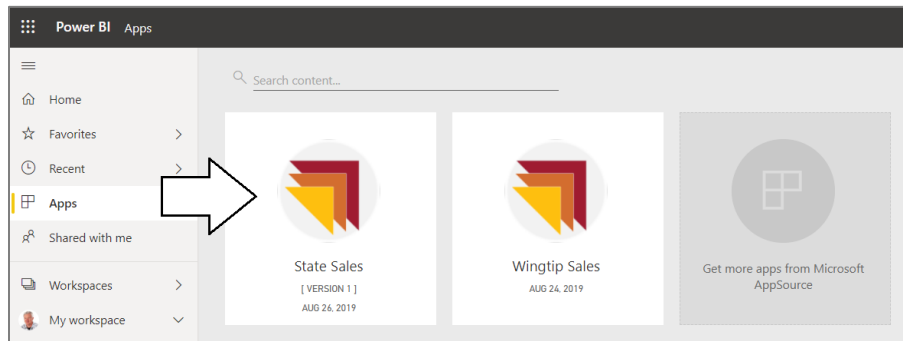 Power BI Apps
Search content...
Home
Favorites
Recent
Apps
Shared with me
Workspaces
My workspace
State Sales
[ VERSION 1 ]
AUG 26, 2019
Wingtip Sales
AUG 24, 2019
Get more apps from Microsoft
AppSource